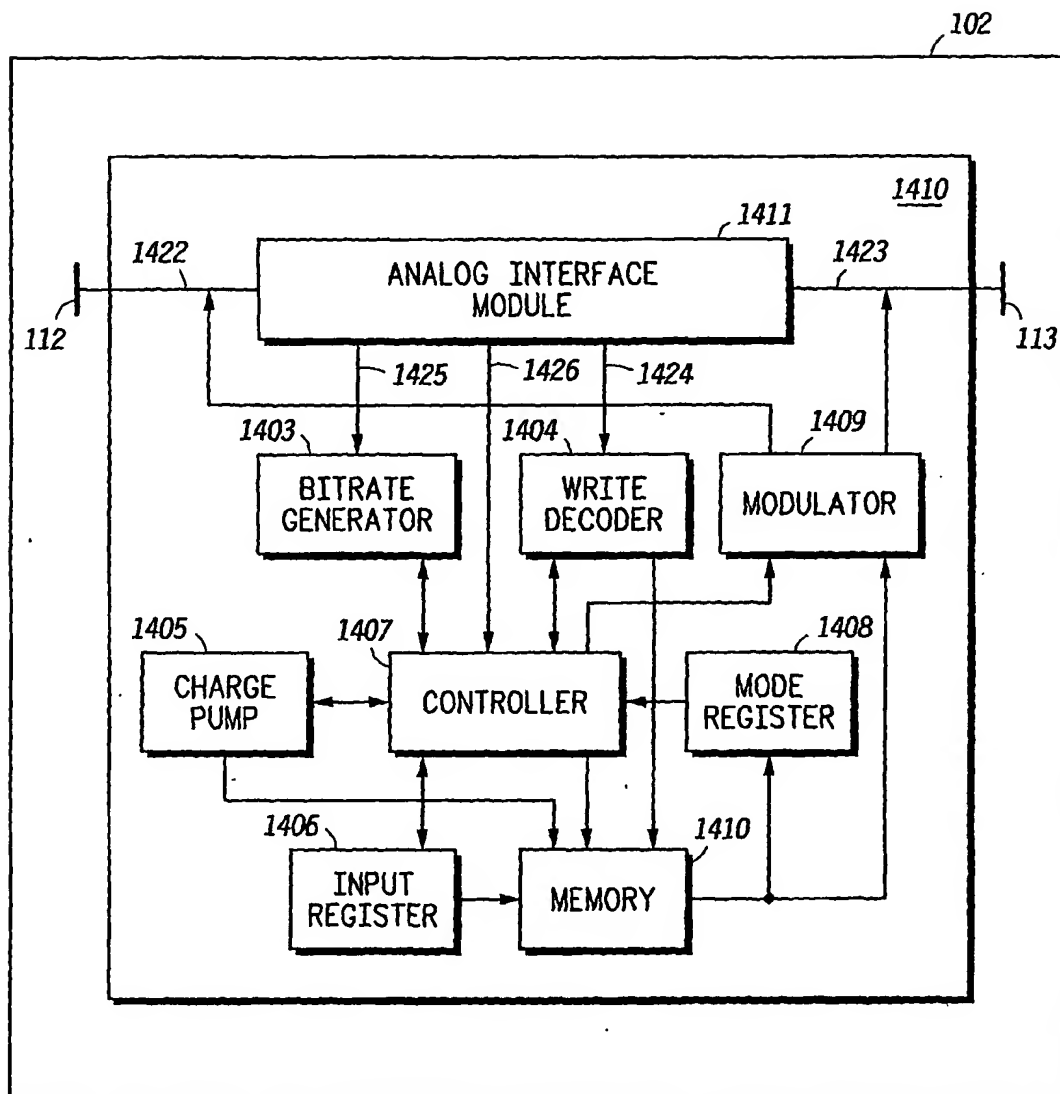 102
1410
1411
1422
ANALOG INTERFACE
MODULE
1423
112
113
1425
1426
1424
1403
BITRATE
GENERATOR
1404
WRITE
DECODER
1409
MODULATOR
1405
CHARGE
PUMP
1407
CONTROLLER
1408
MODE
REGISTER
1406
INPUT
REGISTER
1410
MEMORY